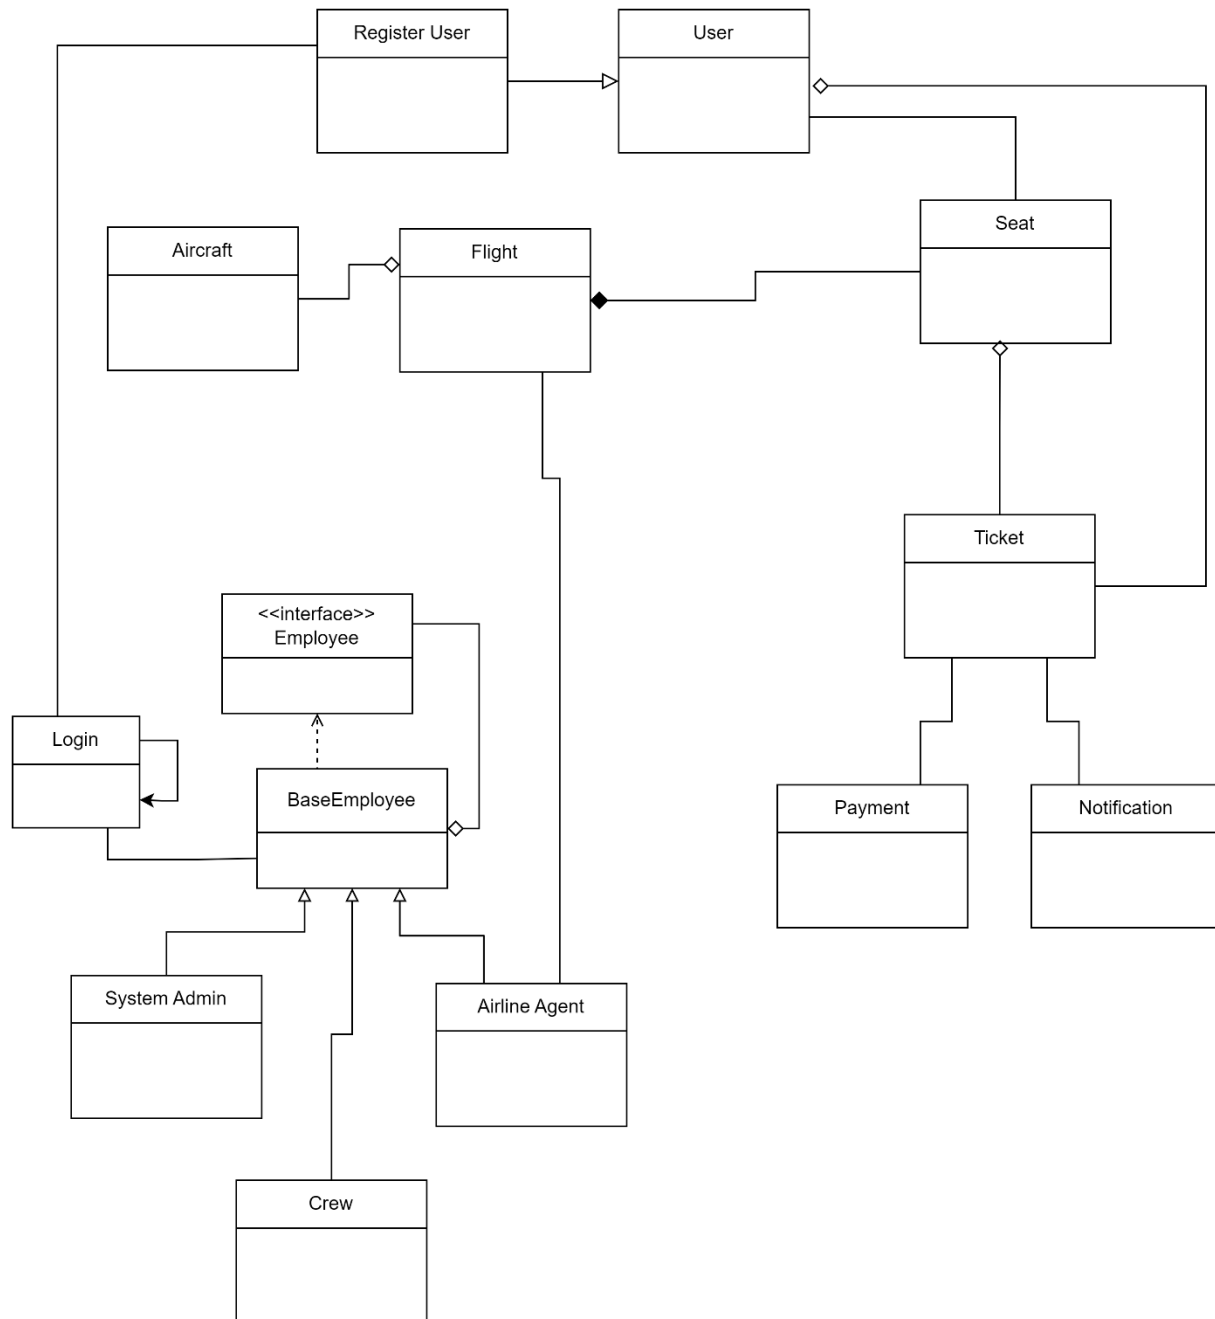 Register User
User
Aircraft
Flight
Seat
Ticket
<<interface>>
Employee
Login
BaseEmployee
Payment
Notification
System Admin
Airline Agent
Crew